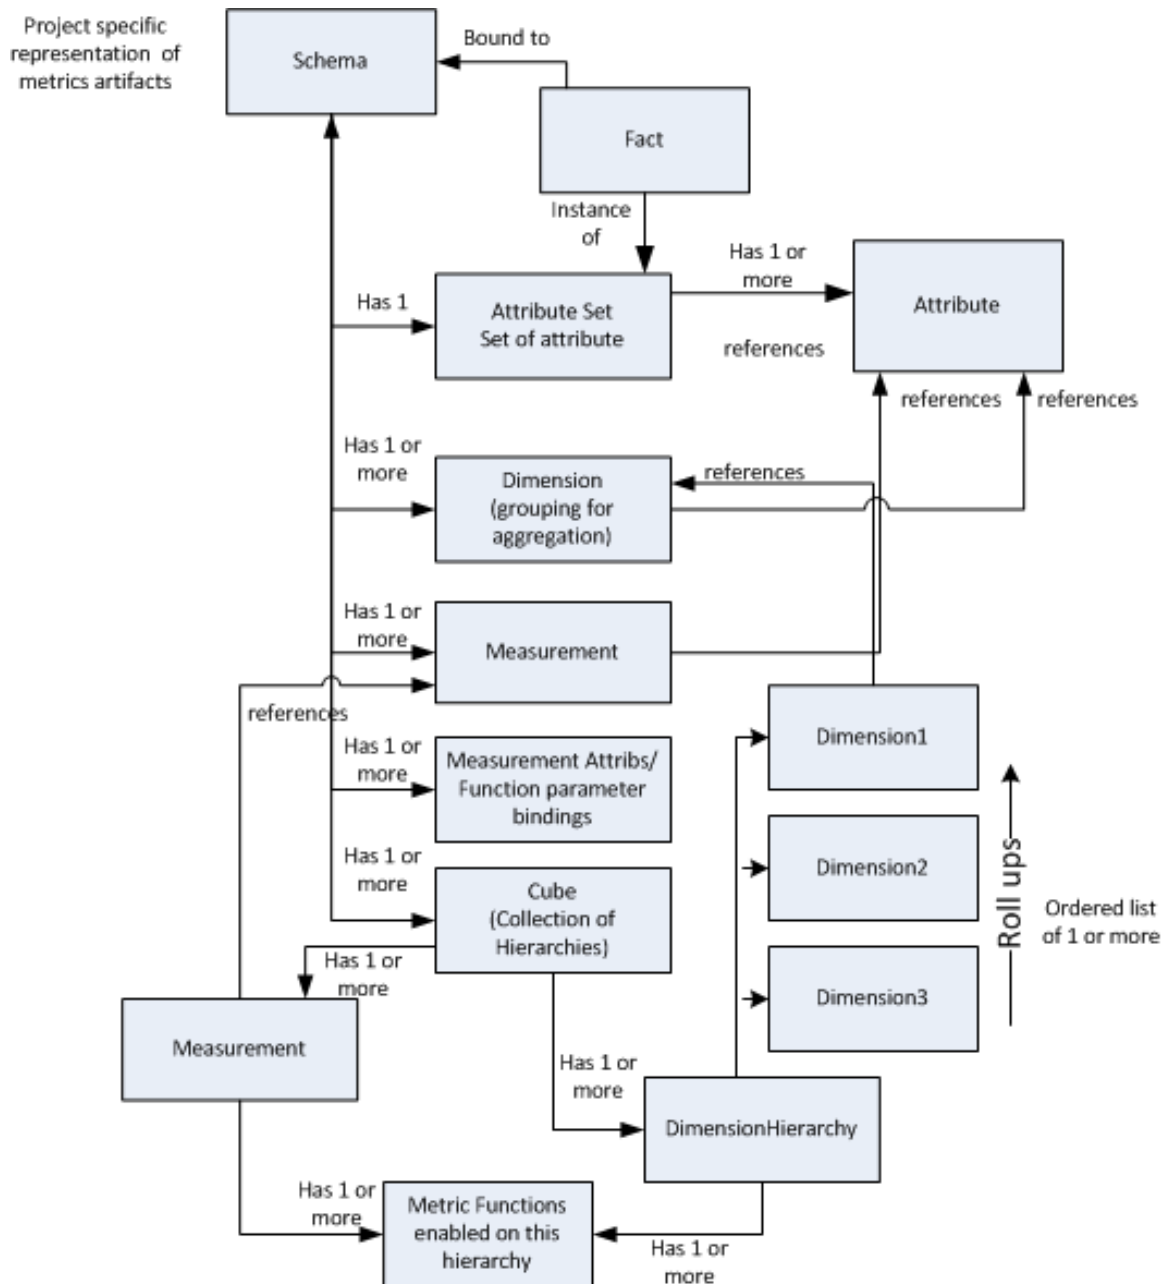 Project specific
representation of
metrics artifacts
Schema
Bound to
Fact
Instance
of
Has 1 or
more
Attribute
Has 1
Attribute Set
Set of attribute
references
references
references
Has 1 or
more
Dimension
(grouping for
aggregation)
references
Has 1 or
more
Measurement
references
Dimension1
Has 1 or
more
Measurement Attribs/
Function parameter
bindings
Dimension2
Roll ups
Ordered list
of 1 or more
Has 1 or
more
Cube
(Collection of
Hierarchies)
Has 1 or
more
Dimension3
Measurement
Has 1 or
more
DimensionHierarchy
Has 1 or
more
Metric Functions
enabled on this
hierarchy
Has 1 or
more